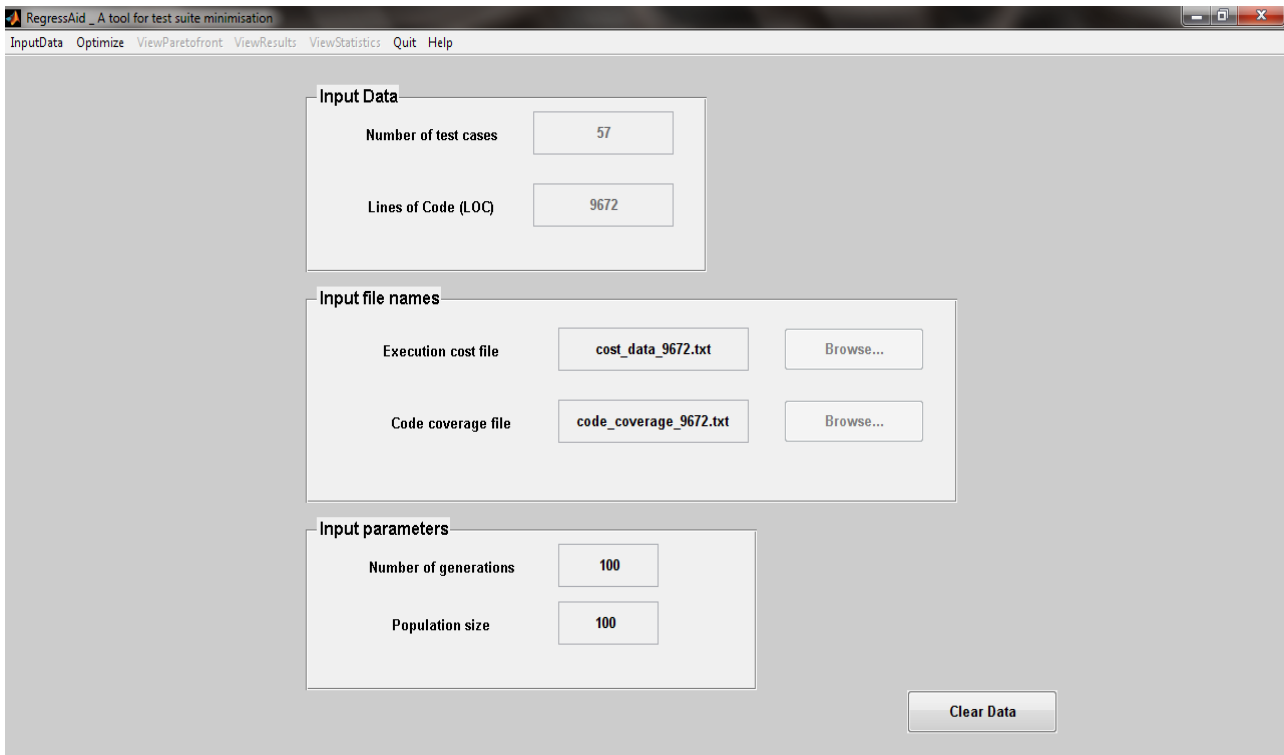 RegressAid _ A tool for test suite minimisation
InputData Optimize ViewParetofront ViewResults ViewStatistics Quit Help
Input Data
Number of test cases 57
Lines of Code (LOC) 9672
Input file names
Execution cost file cost_data_9672.txt Browse...
Code coverage file code_coverage_9672.txt Browse...
Input parameters
Number of generations 100
Population size 100
Clear Data